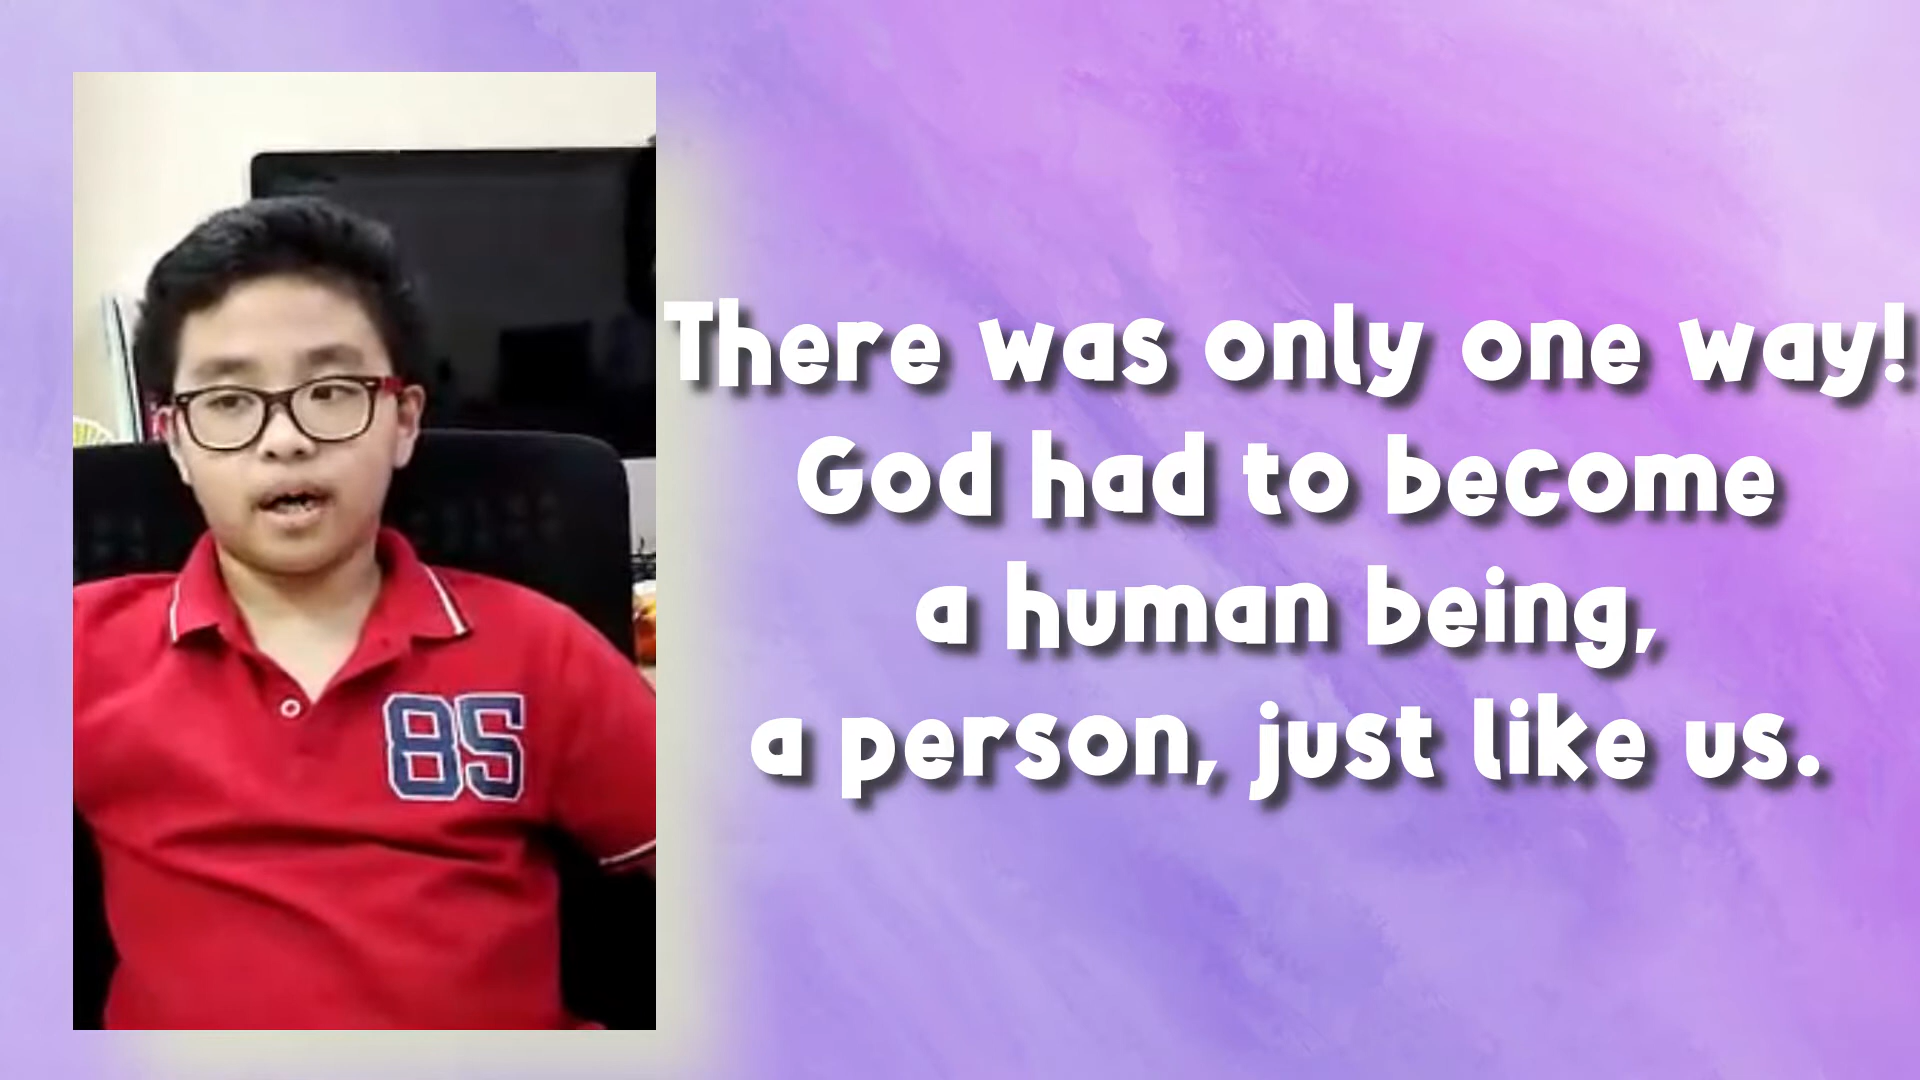 There was only one way!
God had to become
a human being,
a person, just like us.
85